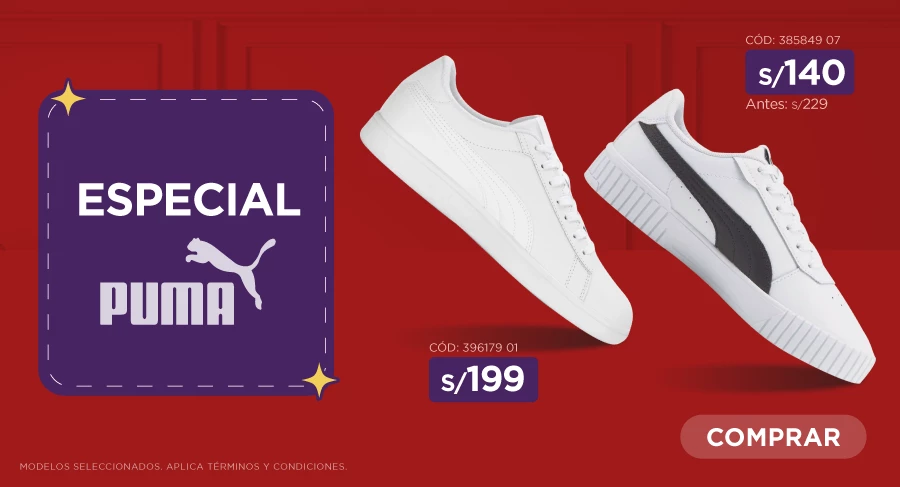 ESPECIAL
PUMA
CÓD: 396179 01
s/199
CÓD: 385849 07
s/140
Antes: s/229
COMPRAR
MODELOS SELECCIONADOS. APLICA TÉRMINOS Y CONDICIONES.